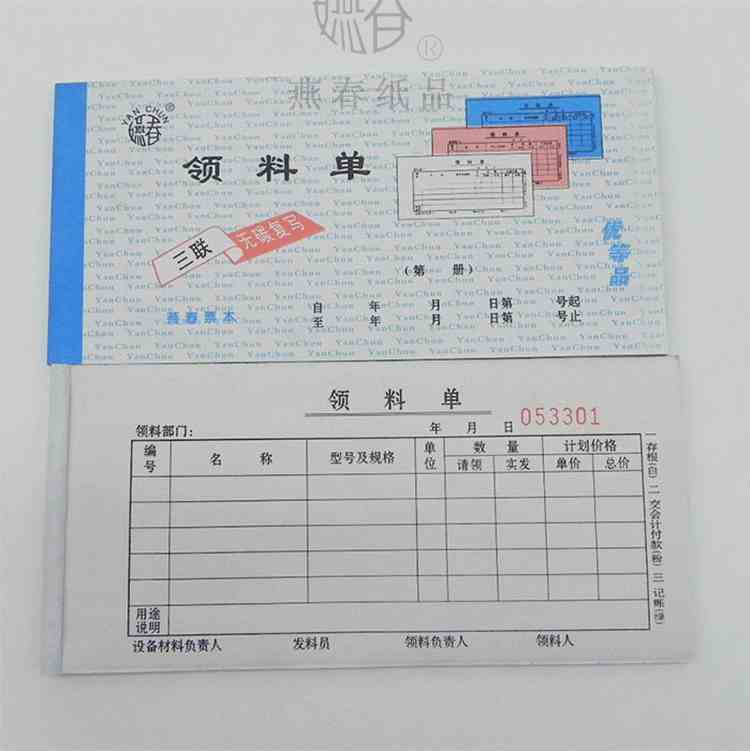 燕春
®
燕春纸品
YAN CHUN
®
燕春
领料单
三联
无碳复写
优等品
(第 册)
燕春票本
自 年 月 日第 号起
至 年 月 日第 号止
领料单
领料部门: 年 月 日 053301
编号 名称 型号及规格 单位 数量 计划价格
请领 实发 单价 总价
用途说明
设备材料负责人 发料员 领料负责人 领料人
一存根(白) 二交会计付款(粉) 三记账(绿)